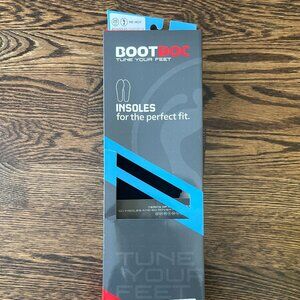 BOOTDOC
TUNE YOUR FEET
INSOLES
for the perfect fit.
TUNE
YOUR
FEET